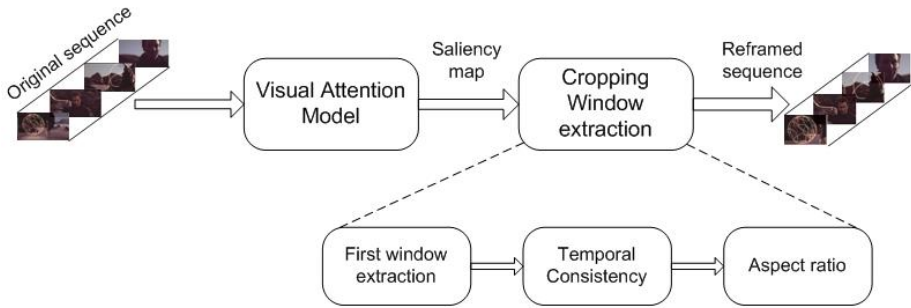 Original sequence
Visual Attention
Model
Saliency
map
Cropping
Window
extraction
Reframed
sequence
First window
extraction
Temporal
Consistency
Aspect ratio